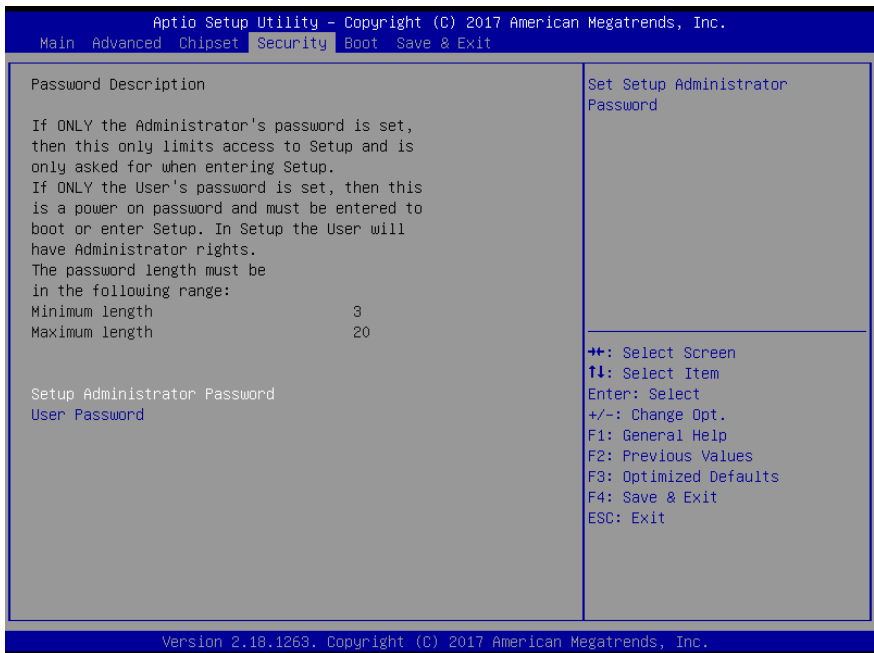 Aptio Setup Utility – Copyright (C) 2017 American Megatrends, Inc.
Main Advanced Chipset Security Boot Save & Exit
Password Description
If ONLY the Administrator's password is set,
then this only limits access to Setup and is
only asked for when entering Setup.
If ONLY the User's password is set, then this
is a power on password and must be entered to
boot or enter Setup. In Setup the User will
have Administrator rights.
The password length must be
in the following range:
Minimum length 3
Maximum length 20
Setup Administrator Password
User Password
Set Setup Administrator
Password
→←: Select Screen
↑↓: Select Item
Enter: Select
+/-: Change Opt.
F1: General Help
F2: Previous Values
F3: Optimized Defaults
F4: Save & Exit
ESC: Exit
Version 2.18.1263. Copyright (C) 2017 American Megatrends, Inc.